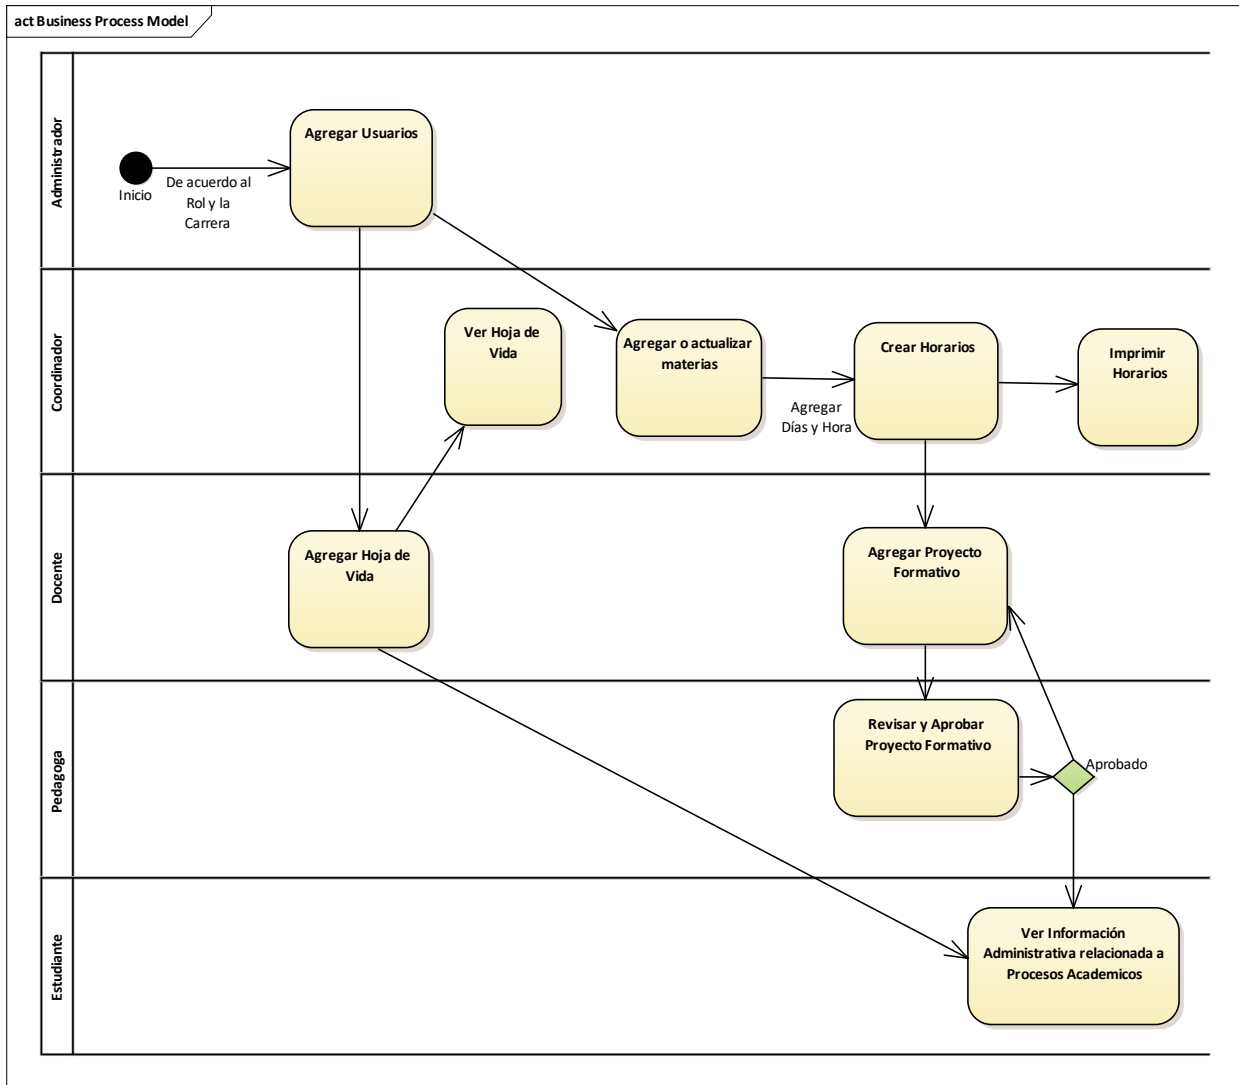 act Business Process Model
Administrador
Inicio
De acuerdo al
Rol y la
Carrera
Agregar Usuarios
Coordinador
Ver Hoja de
Vida
Agregar o actualizar
materias
Agregar
Días y Hora
Crear Horarios
Imprimir
Horarios
Docente
Agregar Hoja de
Vida
Agregar Proyecto
Formativo
Pedagoga
Revisar y Aprobar
Proyecto Formativo
Aprobado
Estudiante
Ver Información
Administrativa relacionada a
Procesos Academicos